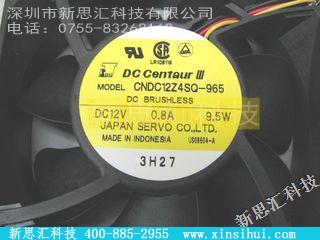 深圳市新思汇科技有限公司
电话：0755-83268
LR108116
DC Centaur III
MODEL CNDC12Z4SQ-965
DC BRUSHLESS
DC12V 0.8A 9.5W
JAPAN SERVO CO.,LTD.
MADE IN INDONESIA US08604-A
3H27
新思汇科技
新思汇科技 400-885-2955 www.xinsihui.com